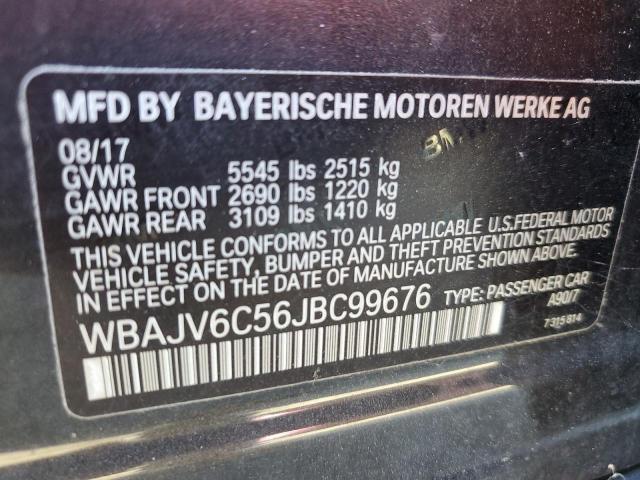 MFD BY BAYERISCHE MOTOREN WERKE AG
08/17
GVWR 5545 lbs 2515 kg
GAWR FRONT 2690 lbs 1220 kg
GAWR REAR 3109 lbs 1410 kg
THIS VEHICLE CONFORMS TO ALL APPLICABLE U.S.FEDERAL MOTOR
VEHICLE SAFETY, BUMPER AND THEFT PREVENTION STANDARDS
IN EFFECT ON THE DATE OF MANUFACTURE SHOWN ABOVE.
WBAJV6C56JBC99676 TYPE: PASSENGER CAR
A90/7
7315814